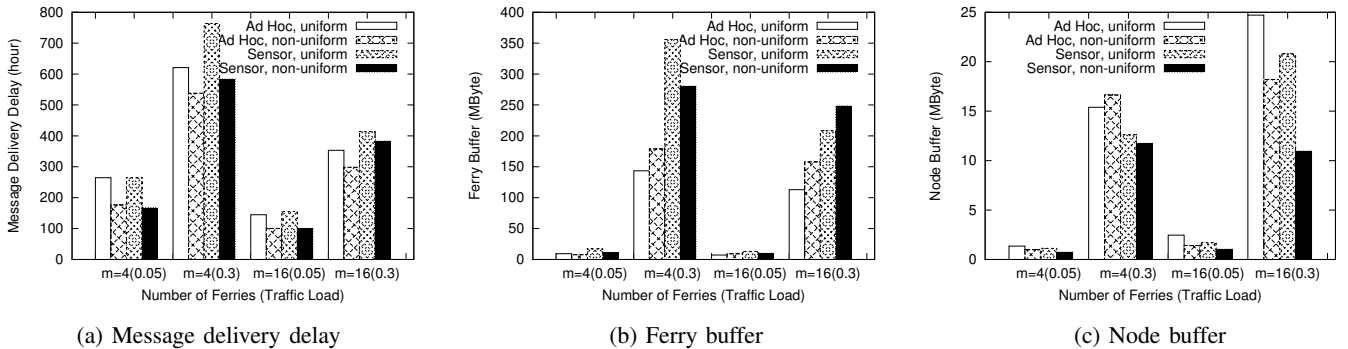 Message Delivery Delay (hour)
800
700
600
500
400
300
200
100
0
m=4(0.05) m=4(0.3) m=16(0.05) m=16(0.3)
Number of Ferries (Traffic Load)
Ad Hoc, uniform
Ad Hoc, non-uniform
Sensor, uniform
Sensor, non-uniform
(a) Message delivery delay
Ferry Buffer (MByte)
400
350
300
250
200
150
100
50
0
m=4(0.05) m=4(0.3) m=16(0.05) m=16(0.3)
Number of Ferries (Traffic Load)
Ad Hoc, uniform
Ad Hoc, non-uniform
Sensor, uniform
Sensor, non-uniform
(b) Ferry buffer
Node Buffer (MByte)
25
20
15
10
5
0
m=4(0.05) m=4(0.3) m=16(0.05) m=16(0.3)
Number of Ferries (Traffic Load)
Ad Hoc, uniform
Ad Hoc, non-uniform
Sensor, uniform
Sensor, non-uniform
(c) Node buffer